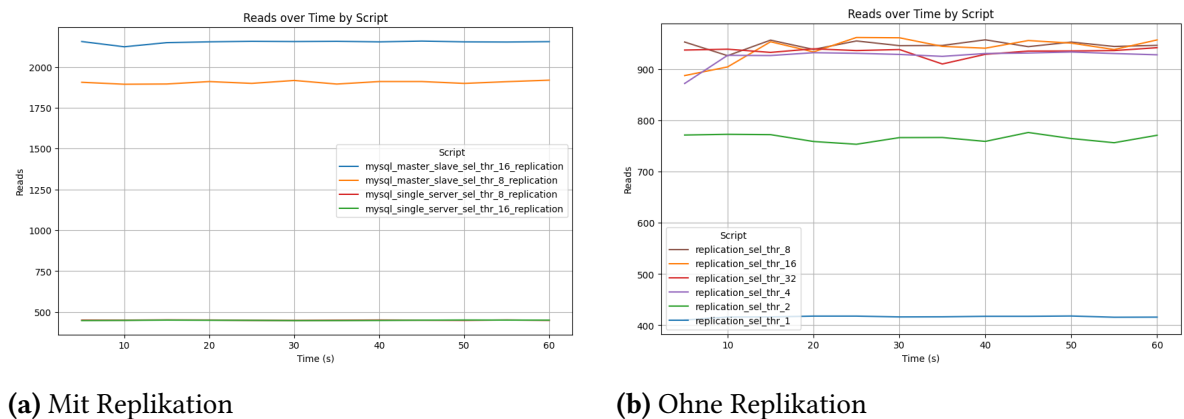 Reads over Time by Script
2000
1750
1500
1250
1000
750
500
Reads
10
20
30
40
50
60
Time (s)
Script
mysql_master_slave_sel_thr_16_replication
mysql_master_slave_sel_thr_8_replication
mysql_single_server_sel_thr_8_replication
mysql_single_server_sel_thr_16_replication
(a) Mit Replikation
Reads over Time by Script
900
800
700
600
500
400
Reads
10
20
30
40
50
60
Time (s)
Script
replication_sel_thr_8
replication_sel_thr_16
replication_sel_thr_32
replication_sel_thr_4
replication_sel_thr_2
replication_sel_thr_1
(b) Ohne Replikation